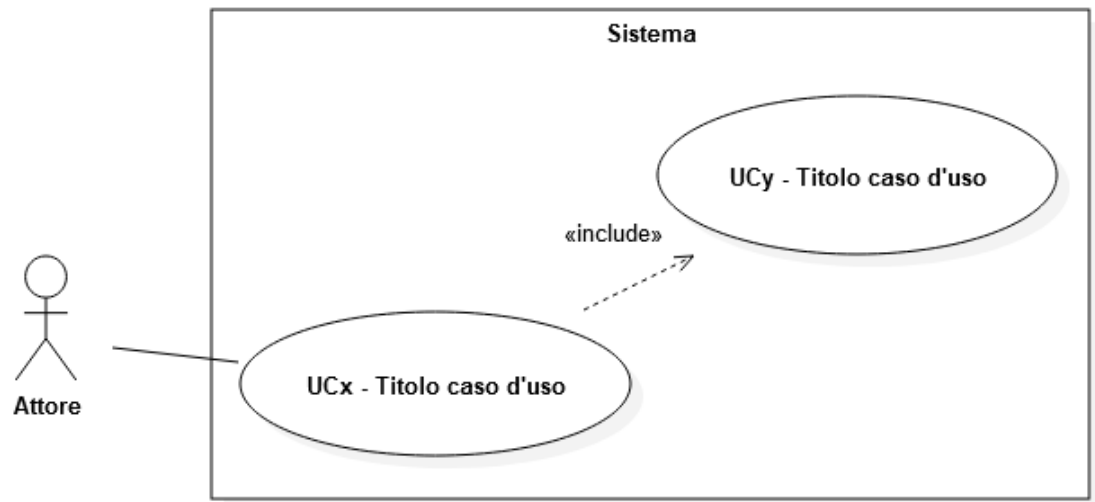 Sistema
UCy - Titolo caso d'uso
«include»
UCx - Titolo caso d'uso
Attore